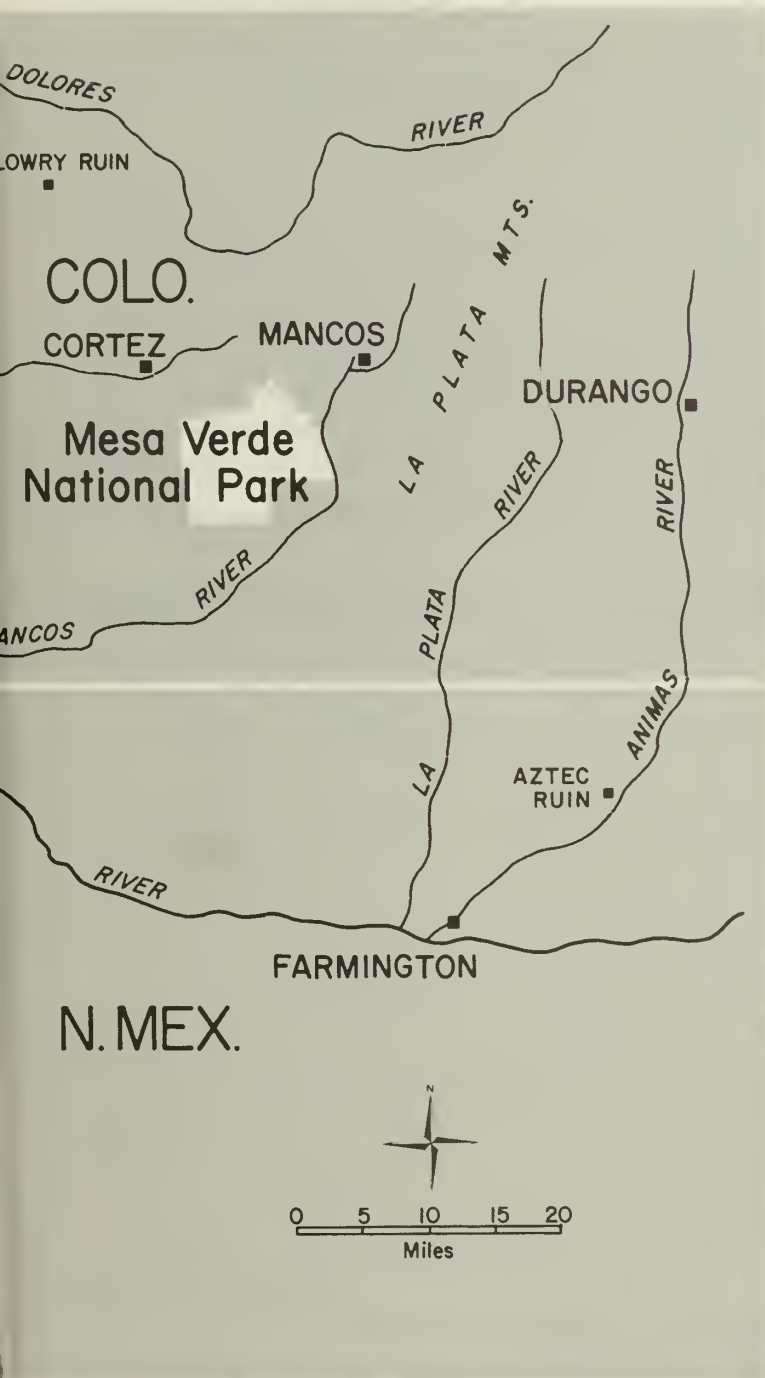 DOLORES
RIVER
LOWRY RUIN
LA PLATA MTS.
COLO.
CORTEZ
MANCOS
DURANGO
Mesa Verde
National Park
RIVER
RIVER
RIVER
ANCOS
PLATA
LA
ANIMAS
AZTEC
RUIN
RIVER
FARMINGTON
N. MEX.
N
0 5 10 15 20
Miles